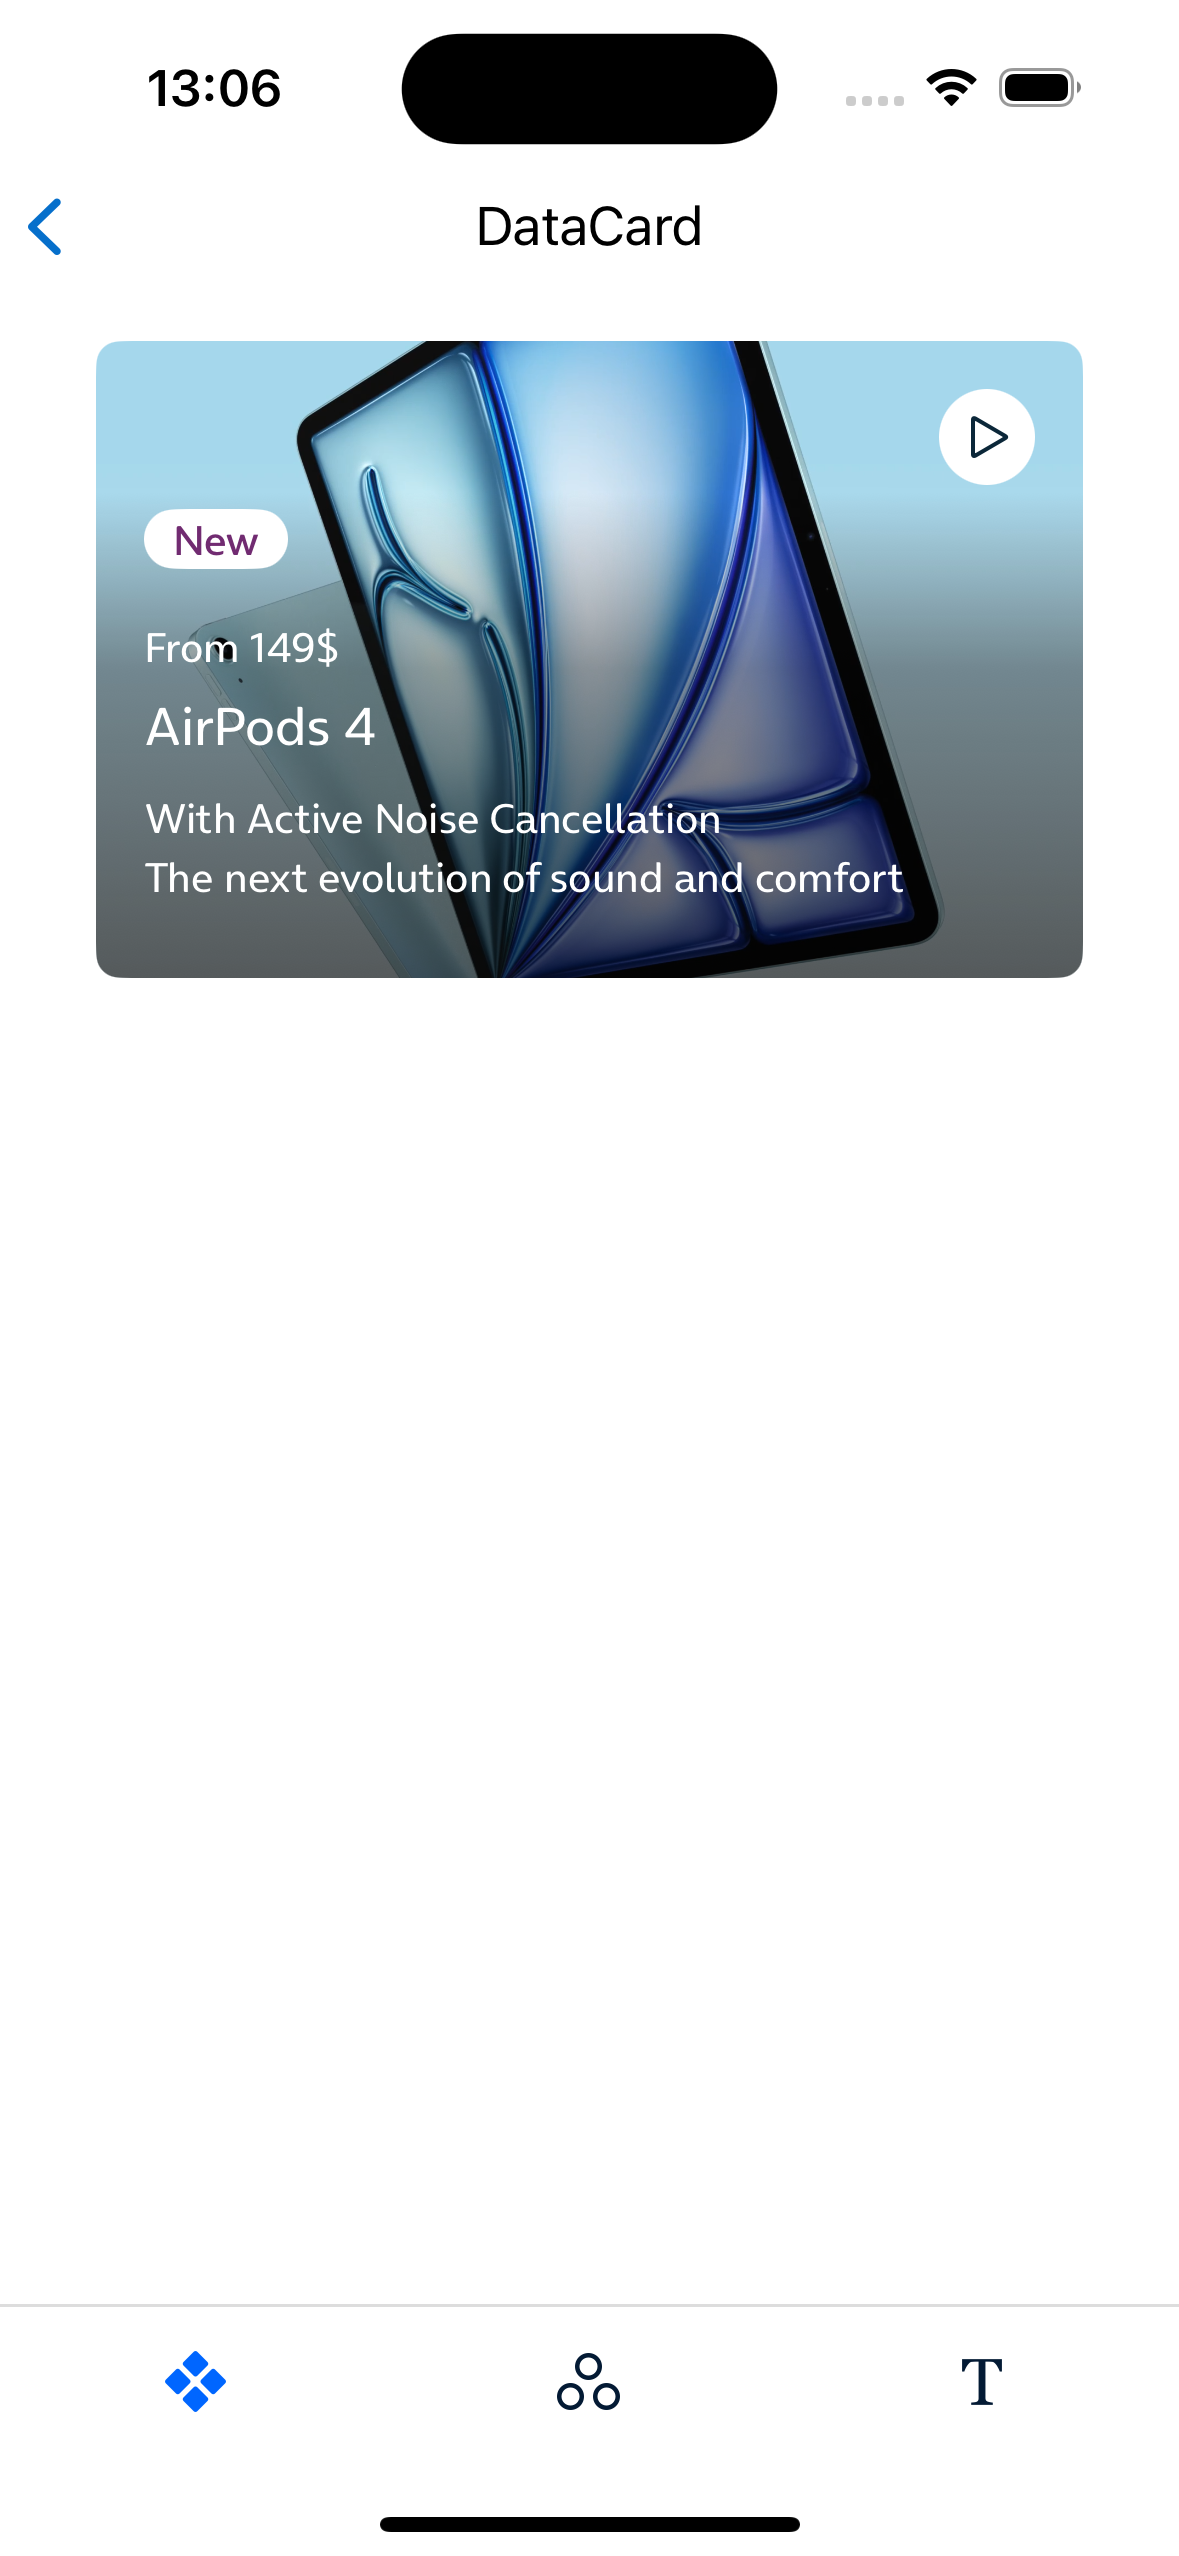 13:06
DataCard
New
From 149$
AirPods 4
With Active Noise Cancellation
The next evolution of sound and comfort
T